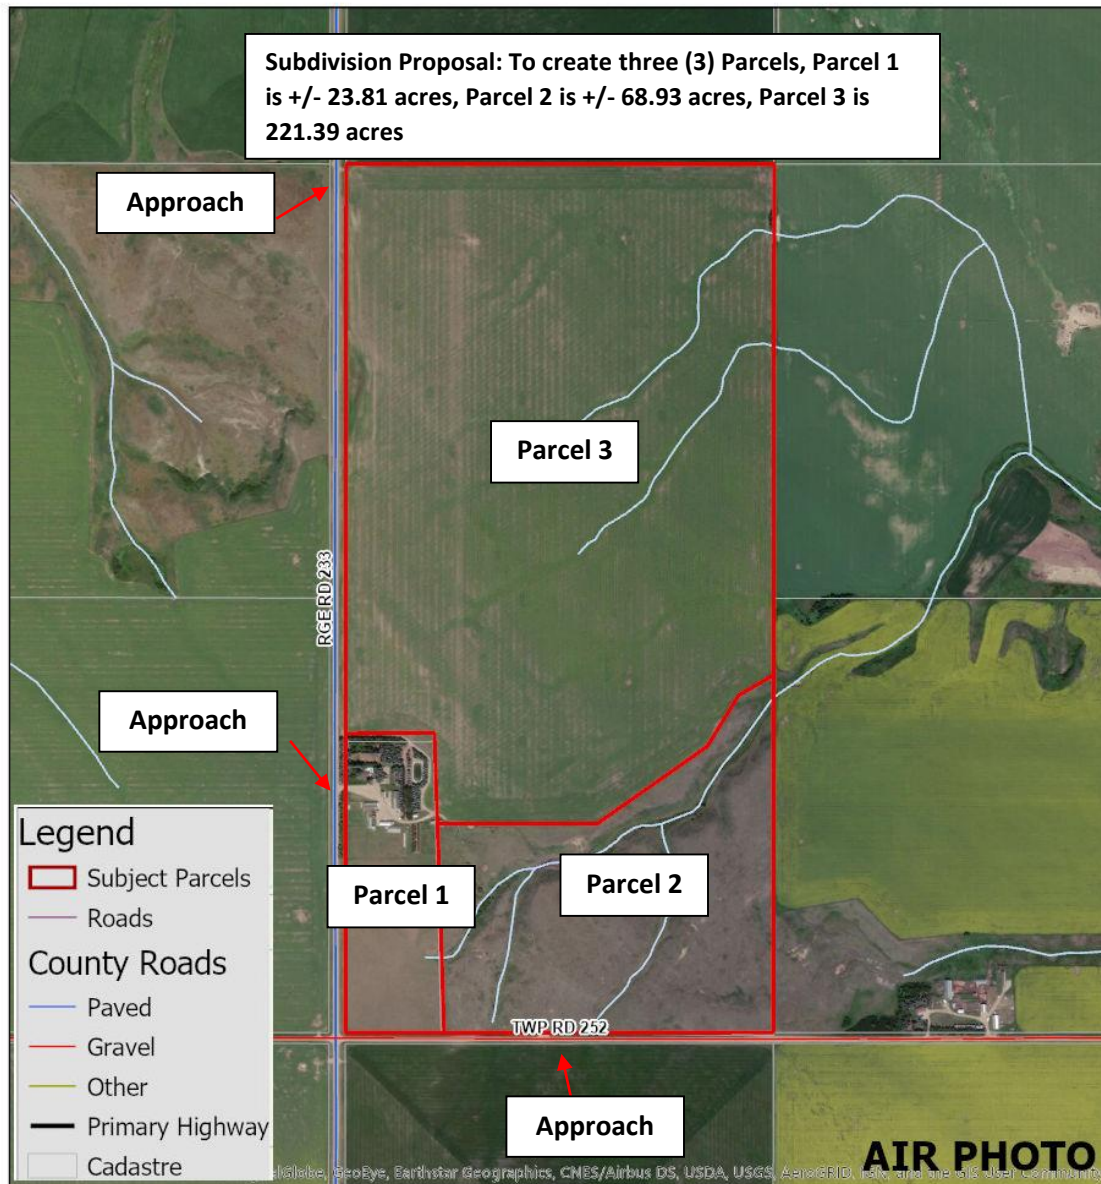 Subdivision Proposal: To create three (3) Parcels, Parcel 1
is +/- 23.81 acres, Parcel 2 is +/- 68.93 acres, Parcel 3 is
221.39 acres
Approach
Parcel 3
RGE RD 233
Approach
Legend
Subject Parcels
Roads
County Roads
Paved
Gravel
Other
Primary Highway
Cadastre
Parcel 1
Parcel 2
TWP RD 252
Approach
AIR PHOTO
GeoEye, Earthstar Geographics, CNES/Airbus DS, USDA, USGS, AeroGRID, and the GIS User Community